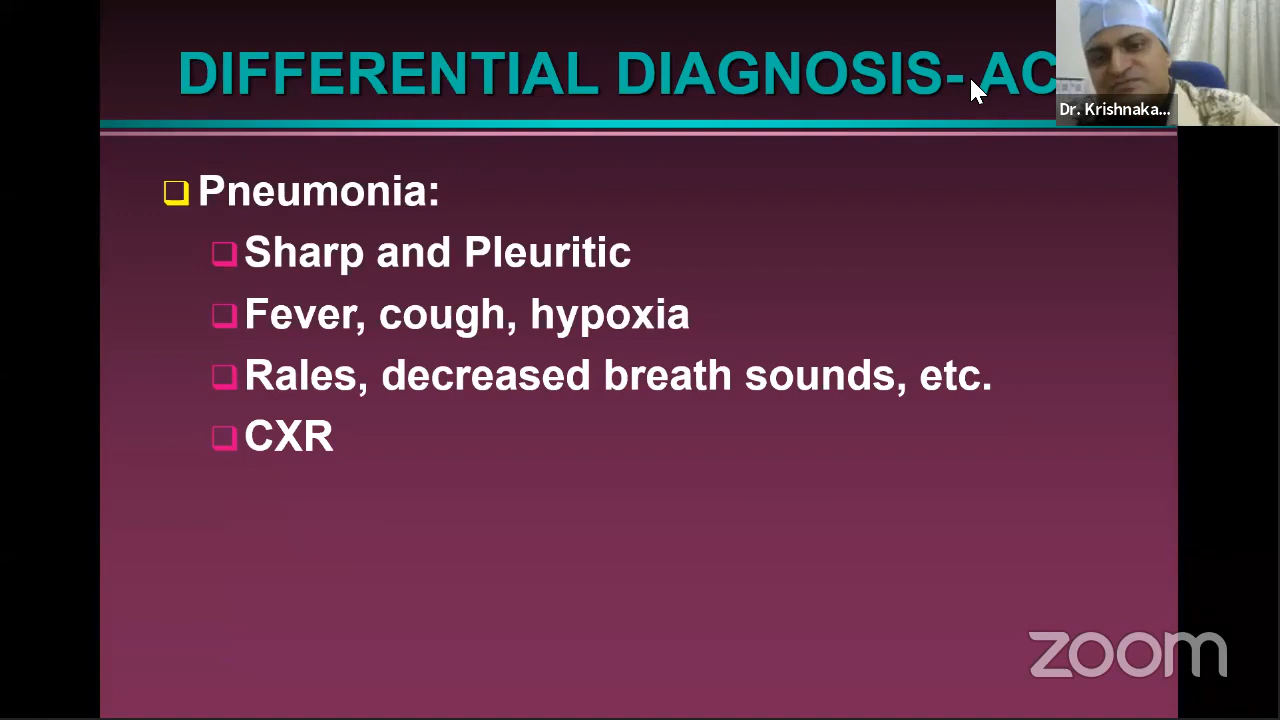 DIFFERENTIAL DIAGNOSIS- AC
Dr. Krishnaka...
Pneumonia:
Sharp and Pleuritic
Fever, cough, hypoxia
Rales, decreased breath sounds, etc.
CXR
zoom